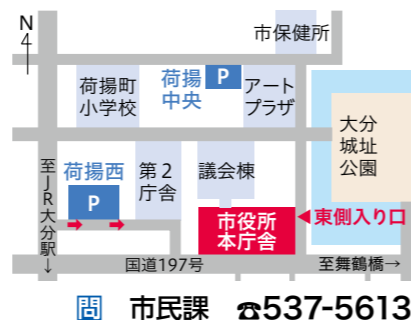 N
市保健所
荷揚町
小学校
荷揚
中央
P
アート
プラザ
大分
城址
公園
至JR大分駅→
荷揚西
P
第2
庁舎
議会棟
市役所
本庁舎
◀東側入り口
国道197号
至舞鶴橋→
問 市民課 ☎537-5613